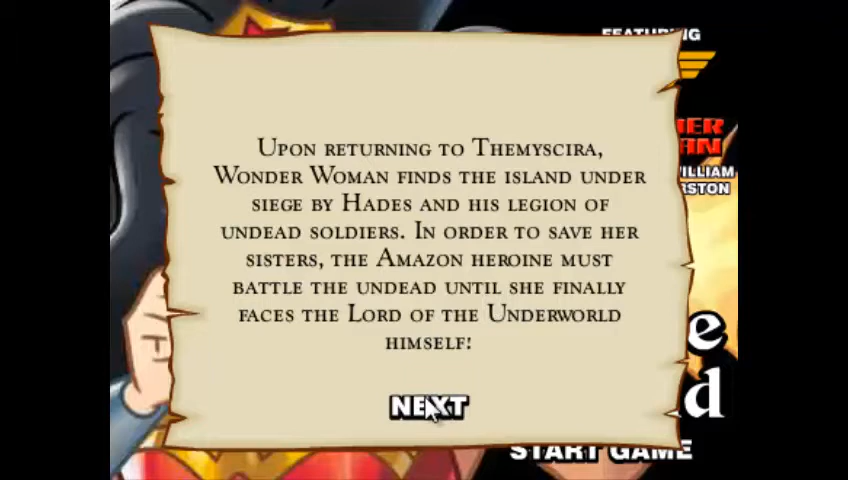 FEATURING
UPON RETURNING TO THEMYSCIRA,
WONDER WOMAN FINDS THE ISLAND UNDER
SIEGE BY HADES AND HIS LEGION OF
UNDEAD SOLDIERS. IN ORDER TO SAVE HER
SISTERS, THE AMAZON HEROINE MUST
BATTLE THE UNDEAD UNTIL SHE FINALLY
FACES THE LORD OF THE UNDERWORLD
HIMSELF!
NEXT
START GAME